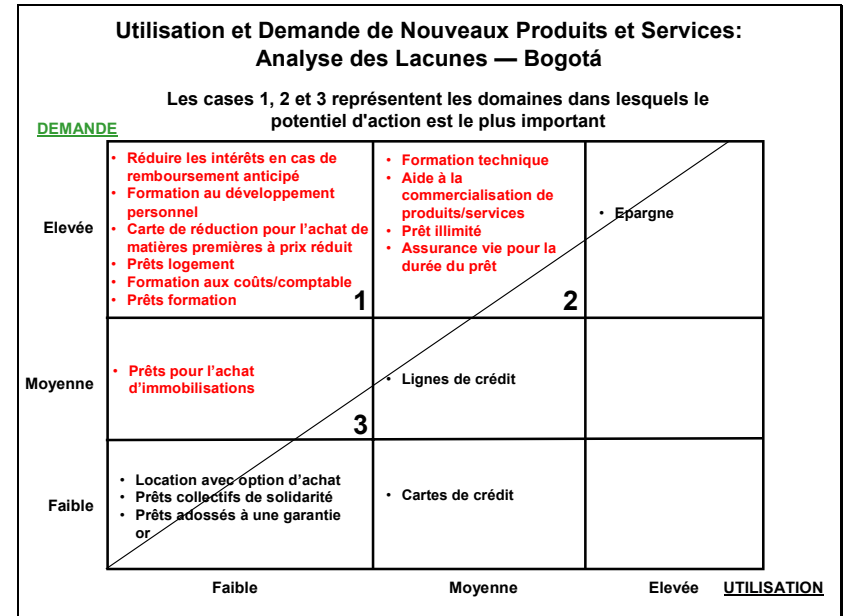 Utilisation et Demande de Nouveaux Produits et Services:
Analyse des Lacunes — Bogotá
Les cases 1, 2 et 3 représentent les domaines dans lesquels le
potentiel d'action est le plus important
DEMANDE
Elevée
• Réduire les intérêts en cas de
remboursement anticipé
• Formation au développement
personnel
• Carte de réduction pour l'achat de
matières premières à prix réduit
• Prêts logement
• Formation aux coûts/comptable
• Prêts formation
1
• Formation technique
• Aide à la
commercialisation de
produits/services
• Prêt illimité
• Assurance vie pour la
durée du prêt
2
• Epargne
Moyenne
• Prêts pour l'achat
d'immobilisations
3
• Lignes de crédit
Faible
• Location avec option d'achat
• Prêts collectifs de solidarité
• Prêts adossés à une garantie
or
• Cartes de crédit
Faible
Moyenne
Elevée
UTILISATION